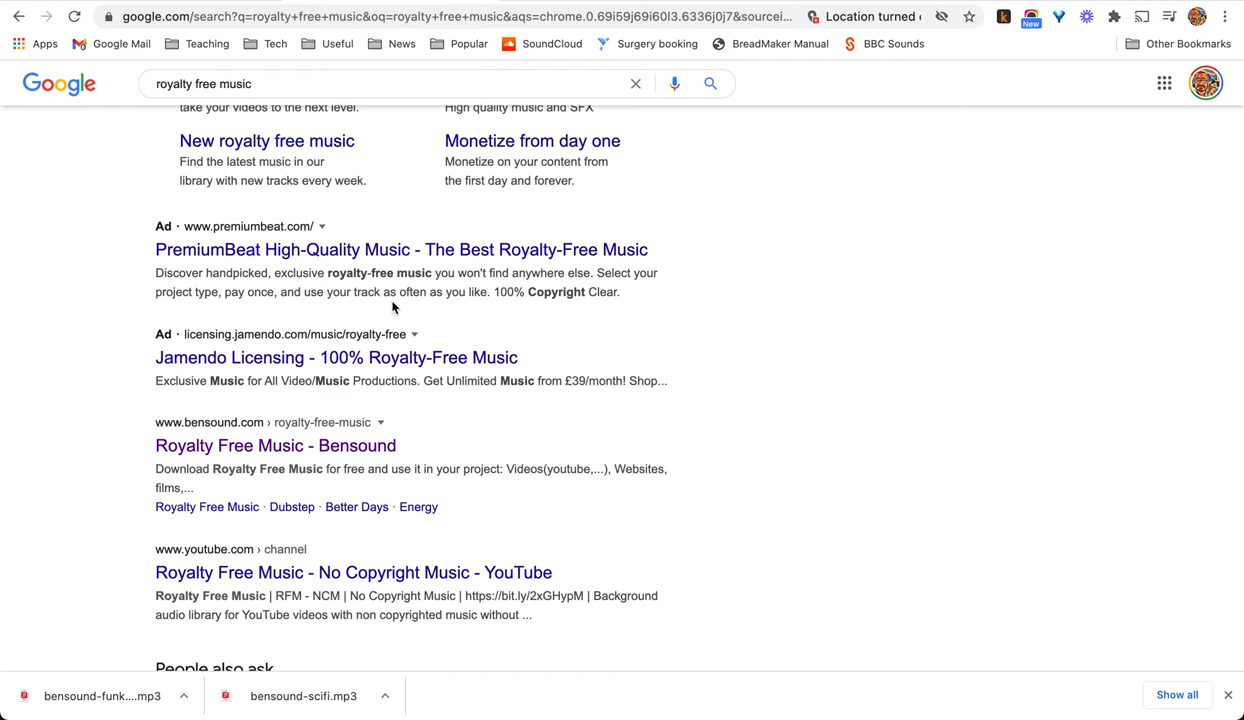 google.com/search?q=royalty+free+music&oq=royalty+free+music&aqs=chrome.0.69i59j69i60l3.6336j0j7&sourcei...
Location turned
New
Apps
Google Mail
Teaching
Tech
Useful
News
Popular
SoundCloud
Surgery booking
BreadMaker Manual
BBC Sounds
Other Bookmarks
Google
royalty free music
take your videos to the next level.
High quality music and SFX
New royalty free music
Find the latest music in our
library with new tracks every week.
Monetize from day one
Monetize on your content from
the first day and forever.
Ad · www.premiumbeat.com/
PremiumBeat High-Quality Music - The Best Royalty-Free Music
Discover handpicked, exclusive royalty-free music you won't find anywhere else. Select your
project type, pay once, and use your track as often as you like. 100% Copyright Clear.
Ad · licensing.jamendo.com/music/royalty-free
Jamendo Licensing - 100% Royalty-Free Music
Exclusive Music for All Video/Music Productions. Get Unlimited Music from £39/month! Shop...
www.bensound.com › royalty-free-music
Royalty Free Music - Bensound
Download Royalty Free Music for free and use it in your project: Videos(youtube,...), Websites,
films,...
Royalty Free Music · Dubstep · Better Days · Energy
www.youtube.com › channel
Royalty Free Music - No Copyright Music - YouTube
Royalty Free Music | RFM - NCM | No Copyright Music | https://bit.ly/2xGHypM | Background
audio library for YouTube videos with non copyrighted music without ...
People also ask
bensound-funk....mp3
bensound-scifi.mp3
Show all